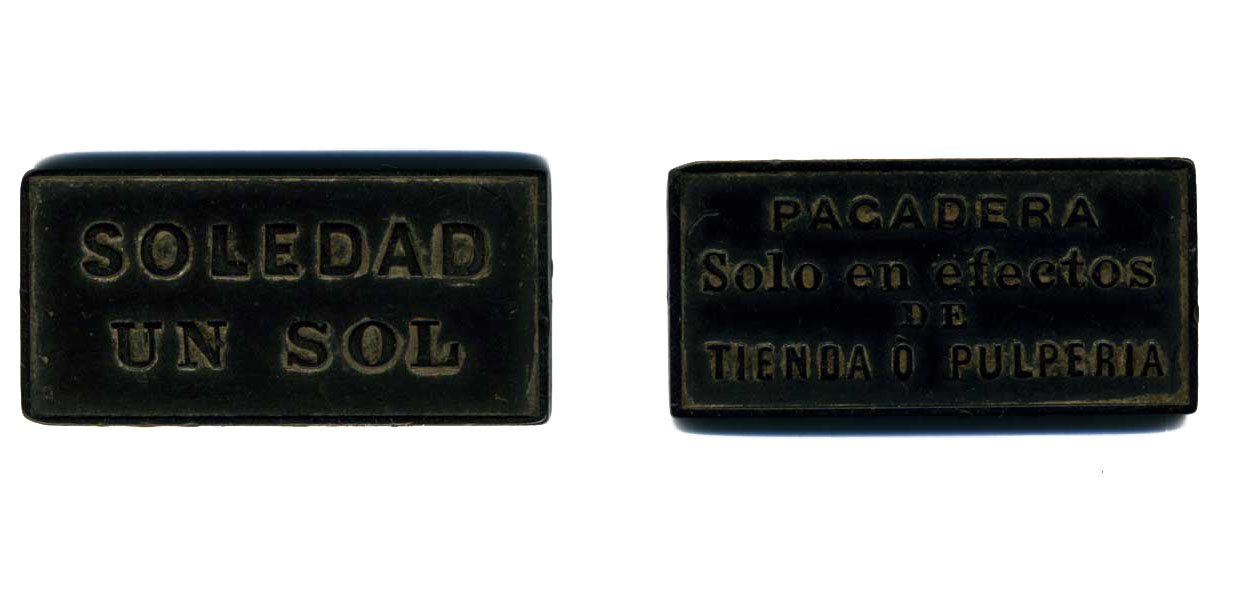 SOLEDAD
UN SOL
PAGADERA
Solo en efectos
DE
TIENDA Ò PULPERIA